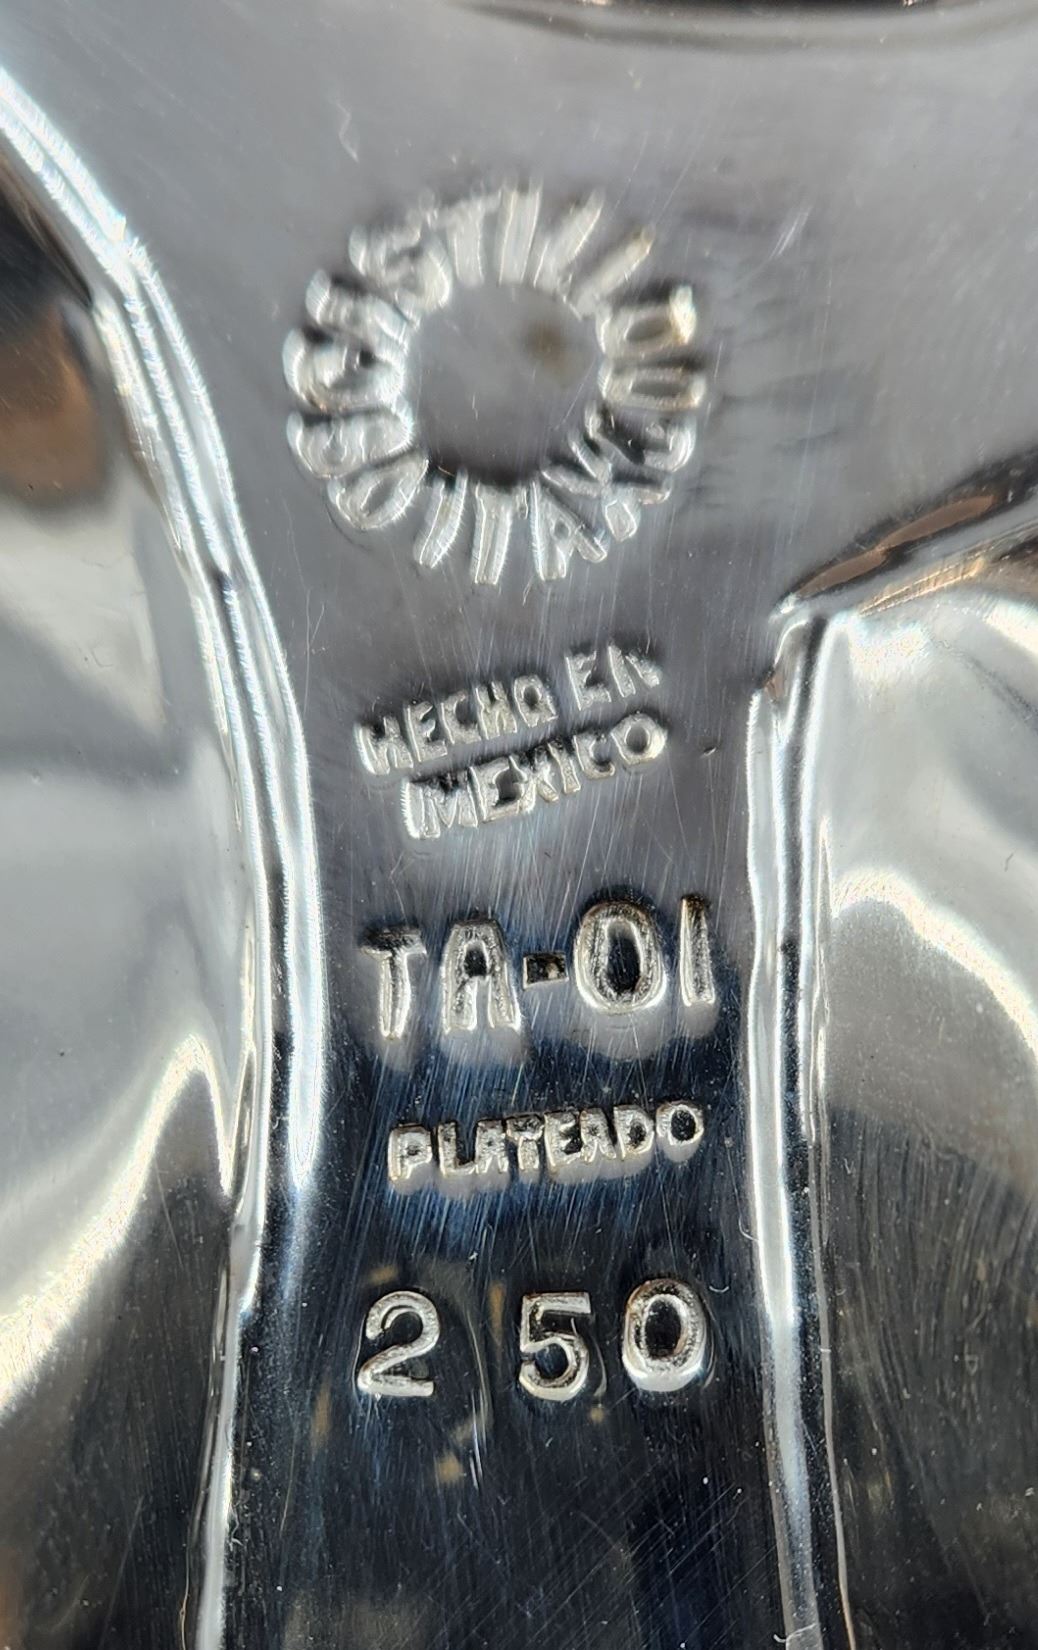 CASTILLO
TAXCO
HECHO EN
MEXICO
TA-01
PLATEADO
250